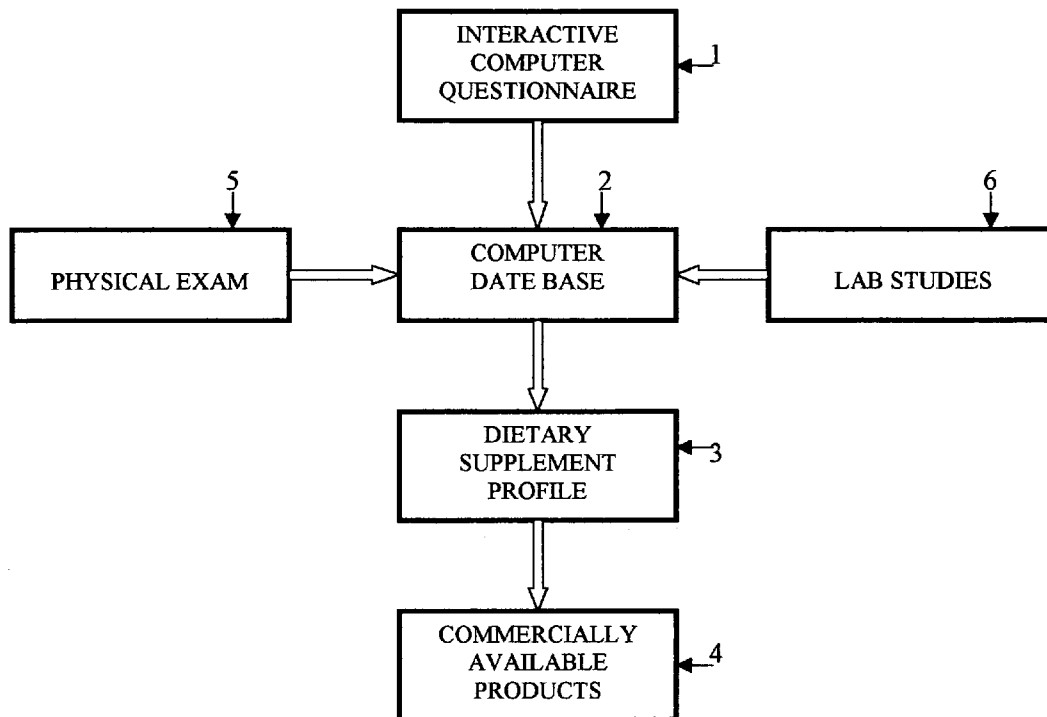 INTERACTIVE
COMPUTER
QUESTIONNAIRE
1
5
2
6
PHYSICAL EXAM
COMPUTER
DATE BASE
LAB STUDIES
DIETARY
SUPPLEMENT
PROFILE
3
COMMERCIALLY
AVAILABLE
PRODUCTS
4